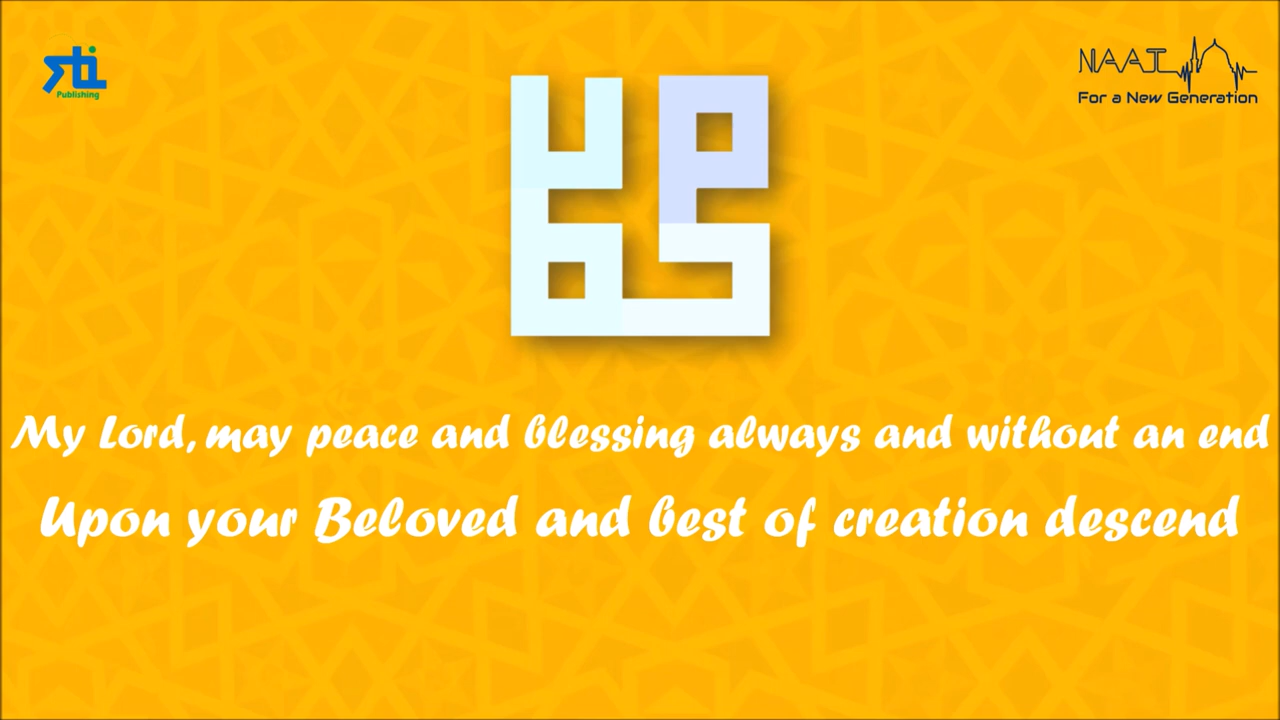 Publishing
NAAT
For a New Generation
محمد
My Lord, may peace and blessing always and without an end
Upon your Beloved and best of creation descend